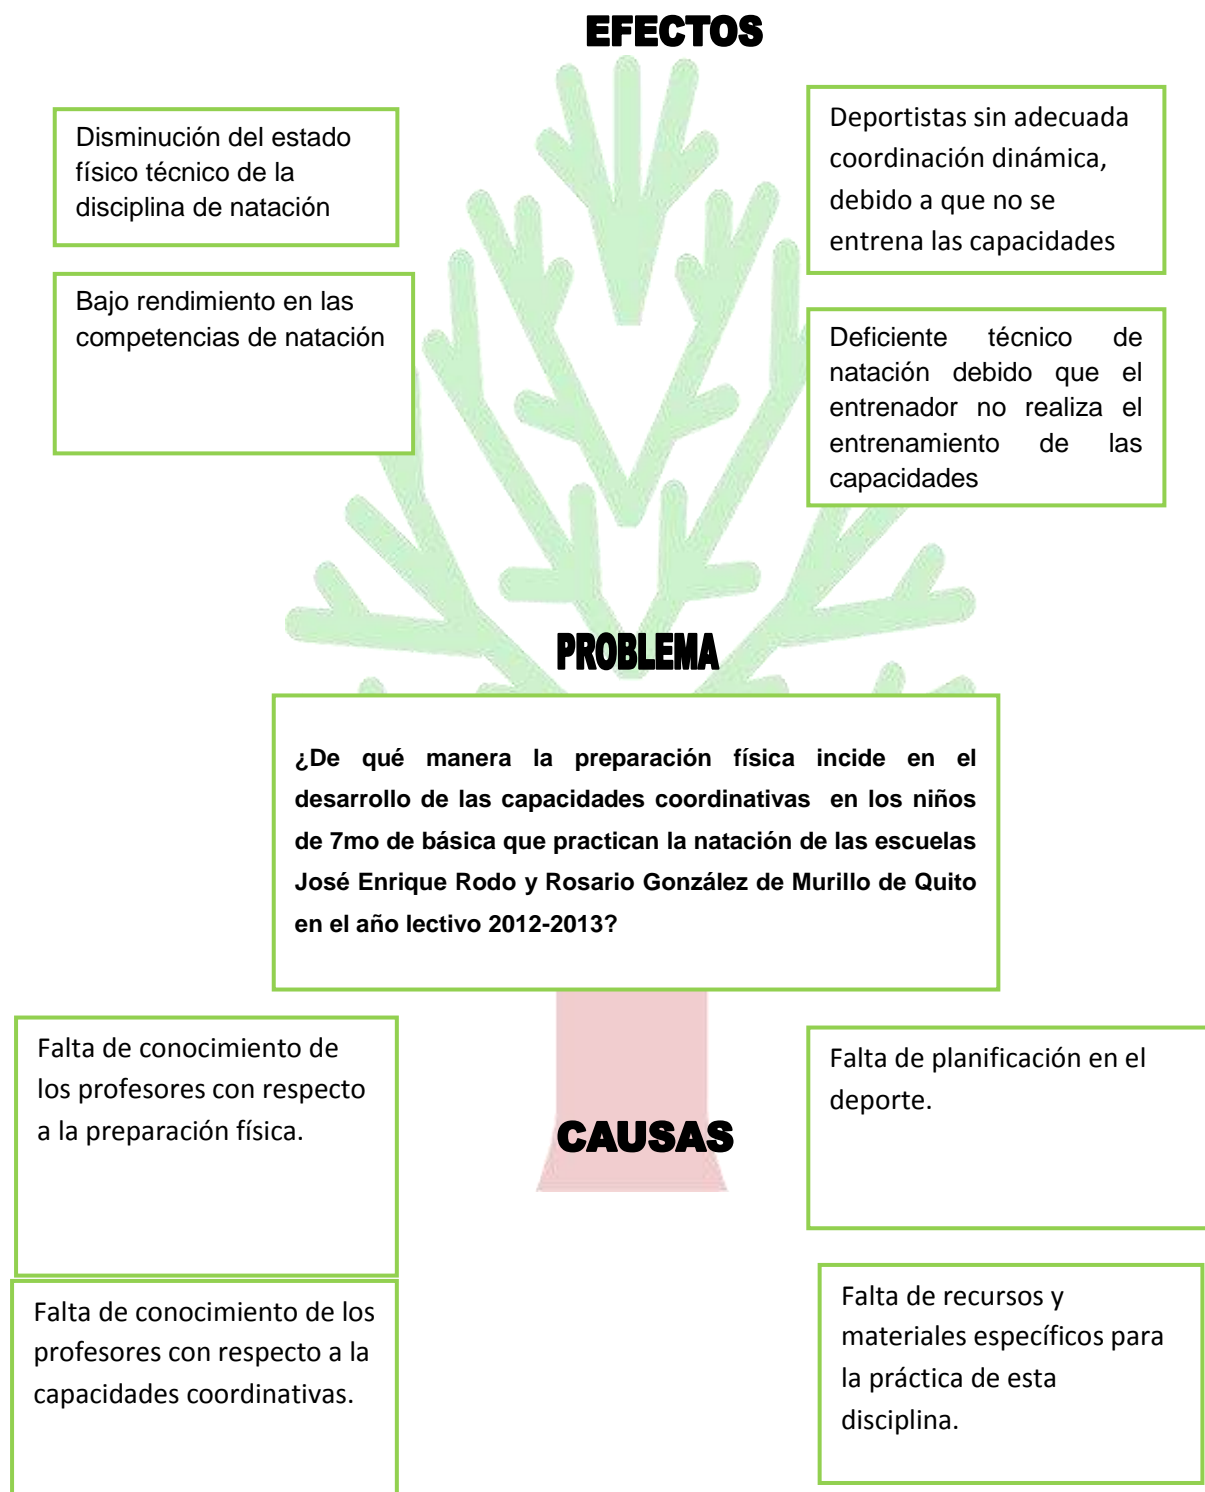 EFECTOS
Disminución del estado
físico técnico de la
disciplina de natación
Deportistas sin adecuada
coordinación dinámica,
debido a que no se
entrena las capacidades
Bajo rendimiento en las
competencias de natación
Deficiente técnico de
natación debido que el
entrenador no realiza el
entrenamiento de las
capacidades
PROBLEMA
¿De qué manera la preparación física incide en el
desarrollo de las capacidades coordinativas en los niños
de 7mo de básica que practican la natación de las escuelas
José Enrique Rodo y Rosario González de Murillo de Quito
en el año lectivo 2012-2013?
Falta de conocimiento de
los profesores con respecto
a la preparación física.
Falta de planificación en el
deporte.
CAUSAS
Falta de conocimiento de los
profesores con respecto a la
capacidades coordinativas.
Falta de recursos y
materiales específicos para
la práctica de esta
disciplina.